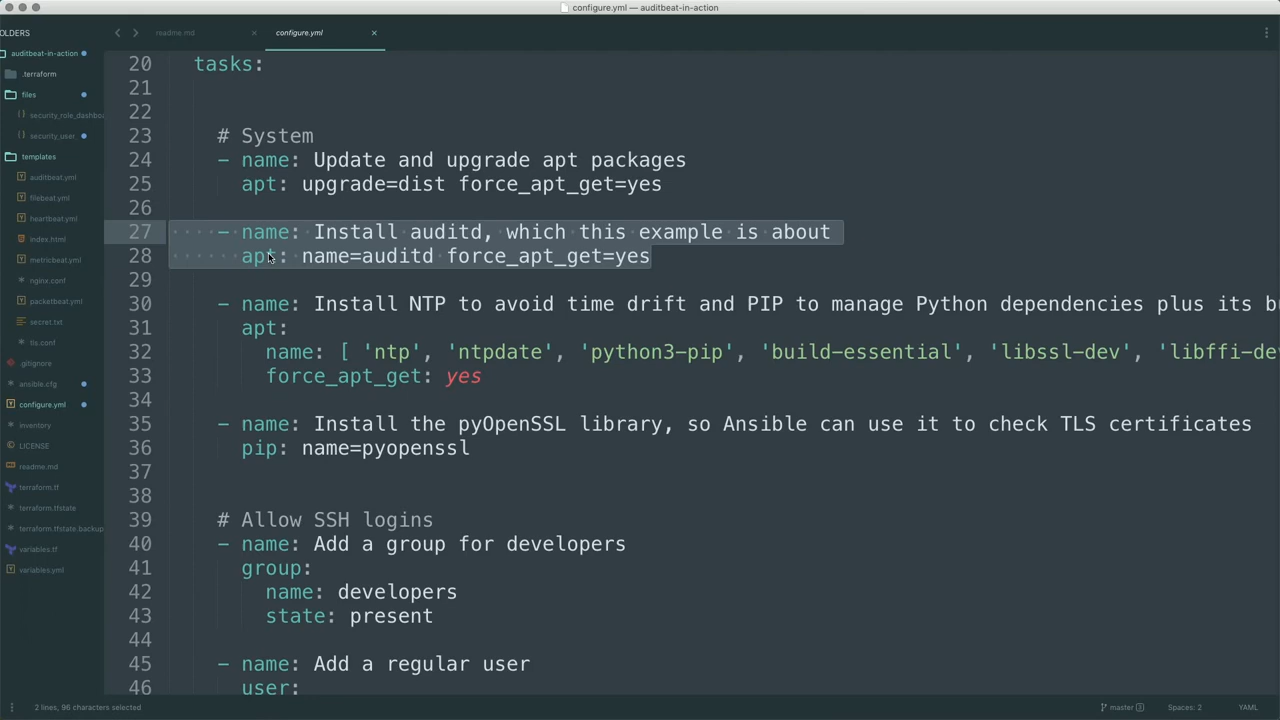 configure.yml — auditbeat-in-action
OLDERS
readme.md
configure.yml
auditbeat-in-action
.terraform
files
security_role_dashboa
security_user_
templates
auditbeat.yml
filebeat.yml
heartbeat.yml
index.html
metricbeat.yml
nginx.conf
packetbeat.yml
secret.txt
tls.conf
.gitignore
ansible.cfg
configure.yml
inventory
LICENSE
readme.md
terraform.tf
terraform.tfstate
terraform.tfstate.backup
variables.tf
variables.yml
20 tasks:
21
22
23 # System
24 - name: Update and upgrade apt packages
25 apt: upgrade=dist force_apt_get=yes
26
27 - name: Install auditd, which this example is about
28 apt: name=auditd force_apt_get=yes
29
30 - name: Install NTP to avoid time drift and PIP to manage Python dependencies plus its bu
31 apt:
32 name: [ 'ntp', 'ntpdate', 'python3-pip', 'build-essential', 'libssl-dev', 'libffi-de
33 force_apt_get: yes
34
35 - name: Install the pyOpenSSL library, so Ansible can use it to check TLS certificates
36 pip: name=pyopenssl
37
38
39 # Allow SSH logins
40 - name: Add a group for developers
41 group:
42 name: developers
43 state: present
44
45 - name: Add a regular user
46 user:
2 lines, 96 characters selected
master
Spaces: 2
YAML